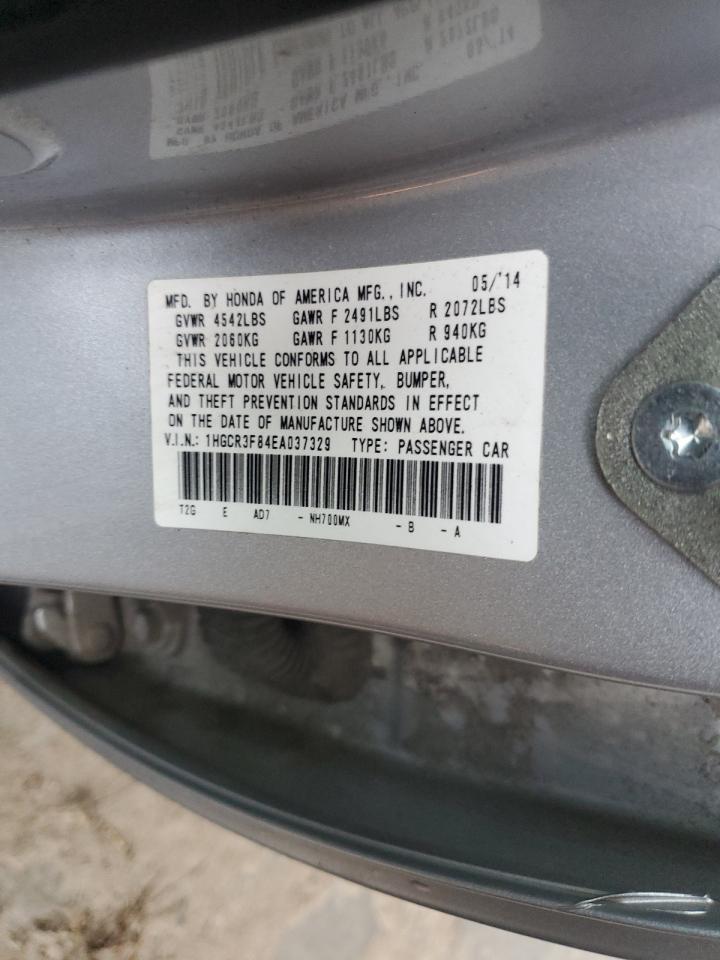 MFD. BY HONDA OF AMERICA MFG., INC. 05/'14
GVWR 4542LBS GAWR F 2491LBS R 2072LBS
GVWR 2060KG GAWR F 1130KG R 940KG
THIS VEHICLE CONFORMS TO ALL APPLICABLE
FEDERAL MOTOR VEHICLE SAFETY, BUMPER,
AND THEFT PREVENTION STANDARDS IN EFFECT
ON THE DATE OF MANUFACTURE SHOWN ABOVE.
V.I.N.: 1HGCR3F84EA037329 TYPE: PASSENGER CAR
T2G E AD7 - NH700MX - B - A